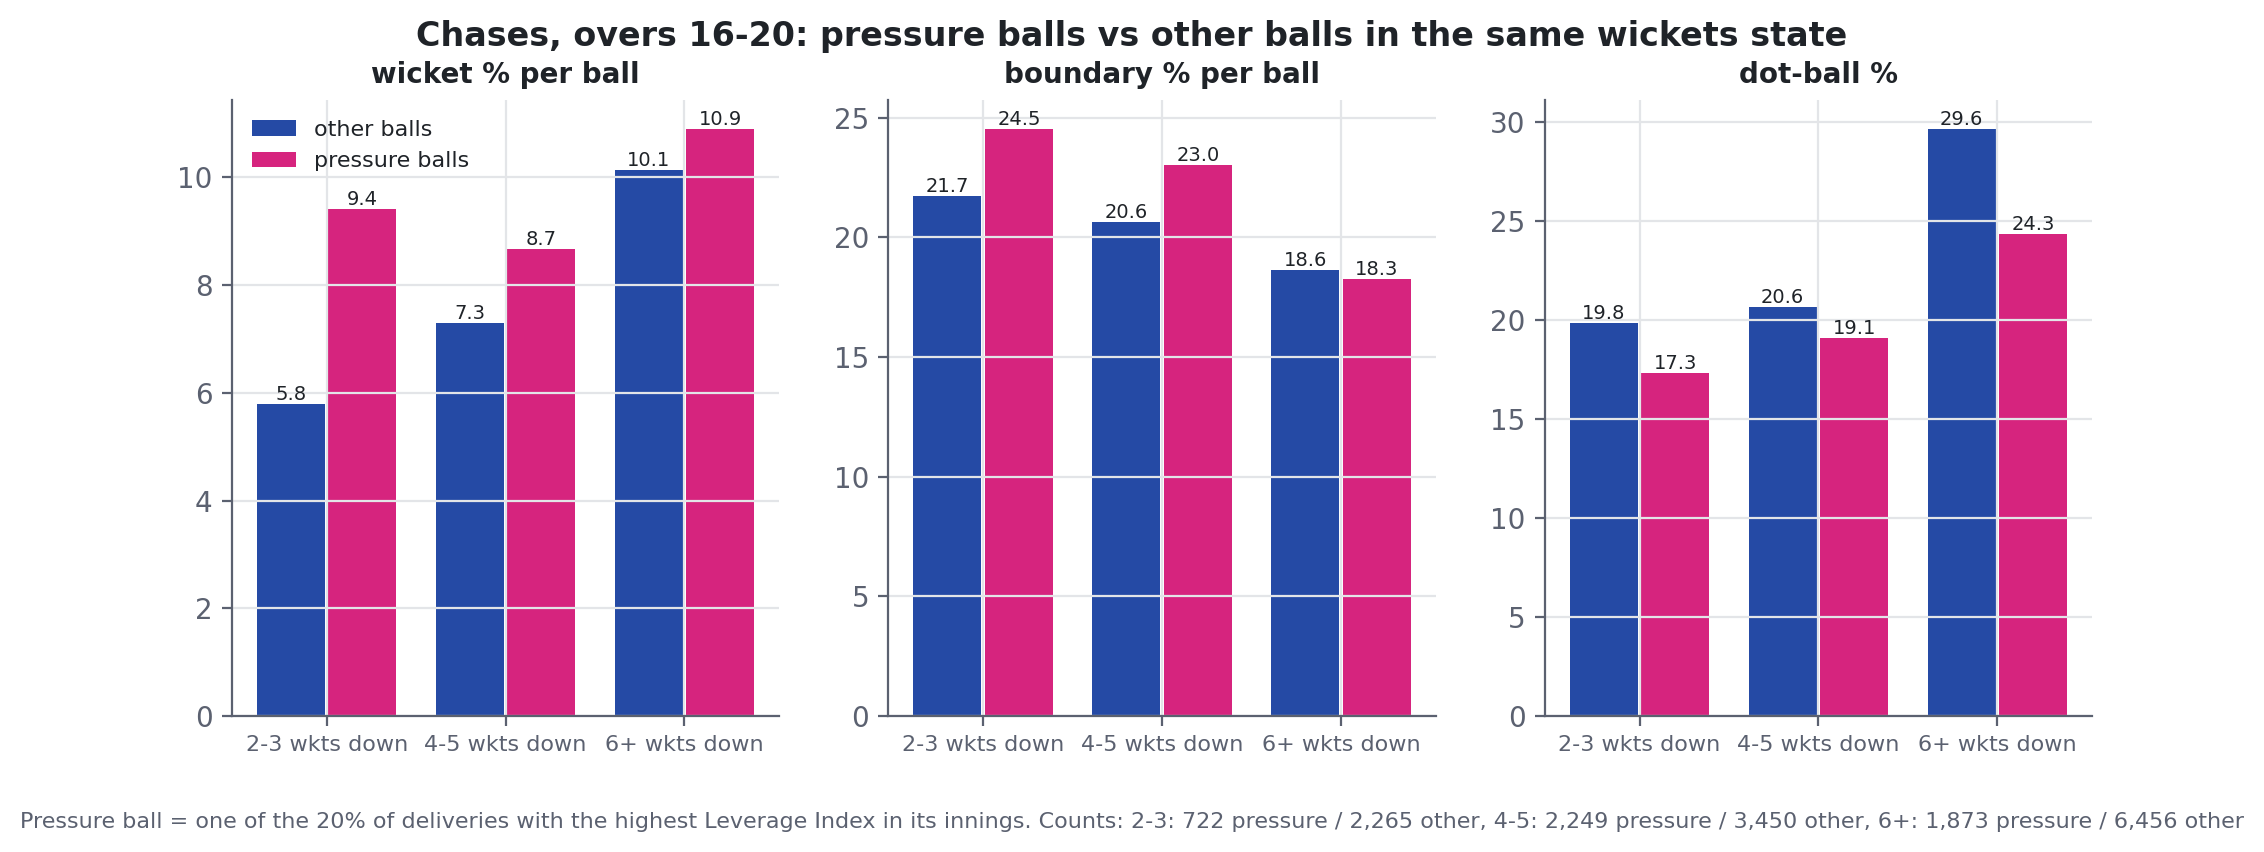 Chases, overs 16-20: pressure balls vs other balls in the same wickets state
wicket % per ball
other balls
pressure balls
10
8
6
4
2
0
5.8
9.4
7.3
8.7
10.1
10.9
2-3 wkts down
4-5 wkts down
6+ wkts down
boundary % per ball
25
20
15
10
5
0
21.7
24.5
20.6
23.0
18.6
18.3
2-3 wkts down
4-5 wkts down
6+ wkts down
dot-ball %
30
25
20
15
10
5
0
19.8
17.3
20.6
19.1
29.6
24.3
2-3 wkts down
4-5 wkts down
6+ wkts down
Pressure ball = one of the 20% of deliveries with the highest Leverage Index in its innings. Counts: 2-3: 722 pressure / 2,265 other, 4-5: 2,249 pressure / 3,450 other, 6+: 1,873 pressure / 6,456 other